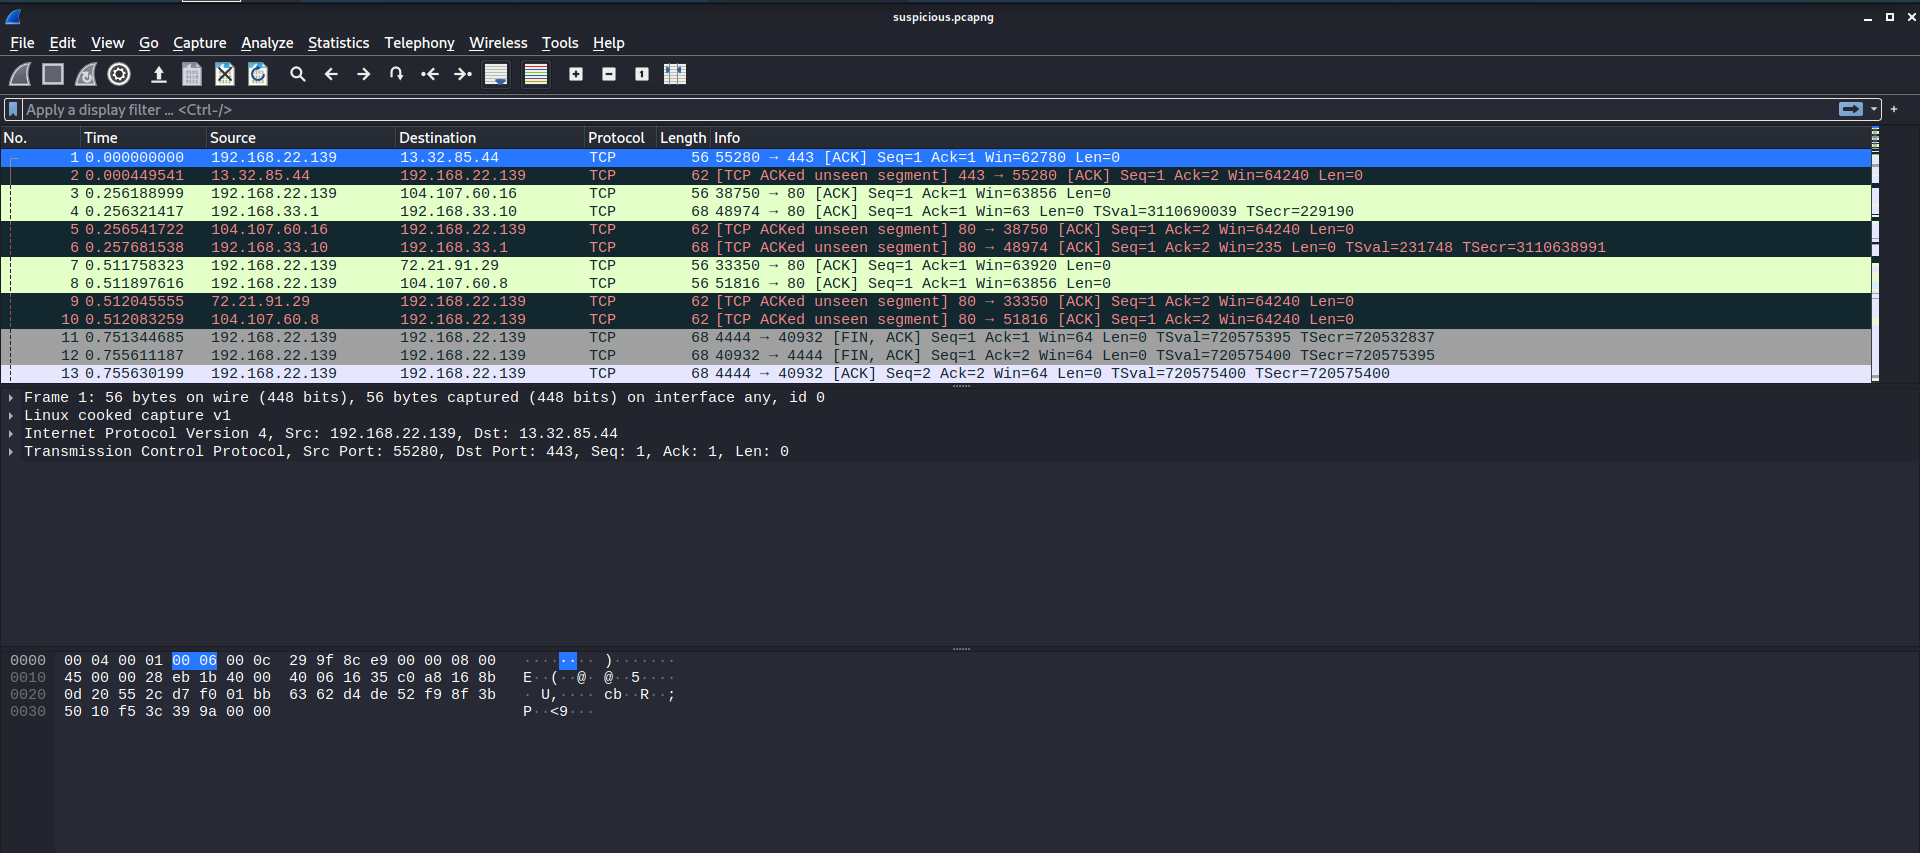 suspicious.pcapng
File Edit View Go Capture Analyze Statistics Telephony Wireless Tools Help
Apply a display filter … <Ctrl-/>
No. Time Source Destination Protocol Length Info
1 0.000000000 192.168.22.139 13.32.85.44 TCP 56 55280 → 443 [ACK] Seq=1 Ack=1 Win=62780 Len=0
2 0.000449541 13.32.85.44 192.168.22.139 TCP 62 [TCP ACKed unseen segment] 443 → 55280 [ACK] Seq=1 Ack=2 Win=64240 Len=0
3 0.256188999 192.168.22.139 104.107.60.16 TCP 56 38750 → 80 [ACK] Seq=1 Ack=1 Win=63856 Len=0
4 0.256321417 192.168.33.1 192.168.33.10 TCP 68 48974 → 80 [ACK] Seq=1 Ack=1 Win=63 Len=0 TSval=3110690039 TSecr=229190
5 0.256541722 104.107.60.16 192.168.22.139 TCP 62 [TCP ACKed unseen segment] 80 → 38750 [ACK] Seq=1 Ack=2 Win=64240 Len=0
6 0.257681538 192.168.33.10 192.168.33.1 TCP 68 [TCP ACKed unseen segment] 80 → 48974 [ACK] Seq=1 Ack=2 Win=235 Len=0 TSval=231748 TSecr=3110638991
7 0.511758323 192.168.22.139 72.21.91.29 TCP 56 33350 → 80 [ACK] Seq=1 Ack=1 Win=63920 Len=0
8 0.511897616 192.168.22.139 104.107.60.8 TCP 56 51816 → 80 [ACK] Seq=1 Ack=1 Win=63856 Len=0
9 0.512045555 72.21.91.29 192.168.22.139 TCP 62 [TCP ACKed unseen segment] 80 → 33350 [ACK] Seq=1 Ack=2 Win=64240 Len=0
10 0.512083259 104.107.60.8 192.168.22.139 TCP 62 [TCP ACKed unseen segment] 80 → 51816 [ACK] Seq=1 Ack=2 Win=64240 Len=0
11 0.751344685 192.168.22.139 192.168.22.139 TCP 68 4444 → 40932 [FIN, ACK] Seq=1 Ack=1 Win=64 Len=0 TSval=720575395 TSecr=720532837
12 0.755611187 192.168.22.139 192.168.22.139 TCP 68 40932 → 4444 [FIN, ACK] Seq=1 Ack=2 Win=64 Len=0 TSval=720575400 TSecr=720575395
13 0.755630199 192.168.22.139 192.168.22.139 TCP 68 4444 → 40932 [ACK] Seq=2 Ack=2 Win=64 Len=0 TSval=720575400 TSecr=720575400
Frame 1: 56 bytes on wire (448 bits), 56 bytes captured (448 bits) on interface any, id 0
Linux cooked capture v1
Internet Protocol Version 4, Src: 192.168.22.139, Dst: 13.32.85.44
Transmission Control Protocol, Src Port: 55280, Dst Port: 443, Seq: 1, Ack: 1, Len: 0
0000 00 04 00 01 00 06 00 0c 29 9f 8c e9 00 00 08 00 ········ )·······
0010 45 00 00 28 eb 1b 40 00 40 06 16 35 c0 a8 16 8b E··(··@· @··5····
0020 0d 20 55 2c d7 f0 01 bb 63 62 d4 de 52 f9 8f 3b · U,···· cb··R··;
0030 50 10 f5 3c 39 9a 00 00 P··<9···